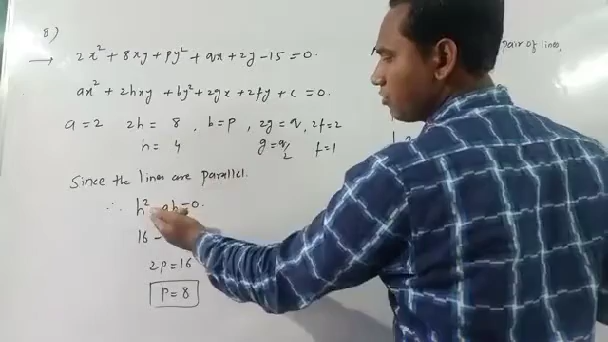 8)
→ 2x² + 8xy + py² + qx + 2y - 15 = 0.
pair of lines,
ax² + 2hxy + by² + 2gx + 2fy + c = 0.
a = 2 2h = 8 , b = p , 2g = q, 2f = 2
h = 4 g = q/2 f = 1
Since the lines are parallel.
∴ h² - ab = 0.
16 -
2p = 16
p = 8